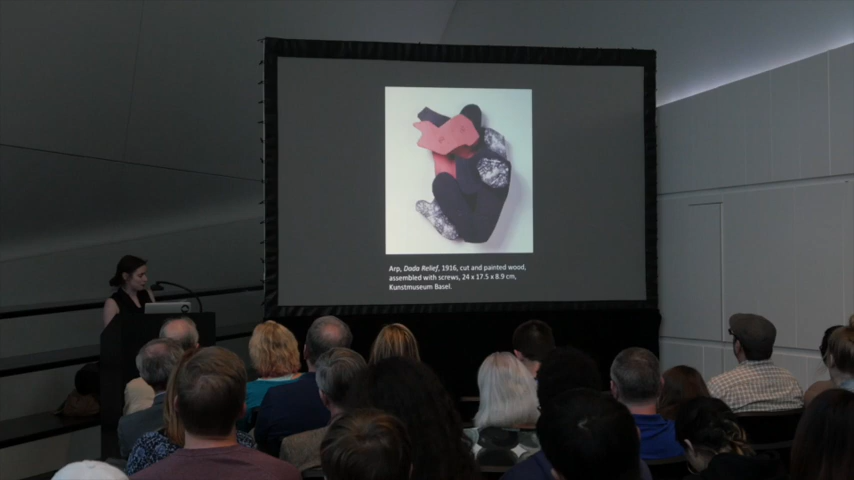 Arp, Dada Relief, 1916, cut and painted wood,
assembled with screws, 24 x 17.5 x 8.9 cm,
Kunstmuseum Basel.